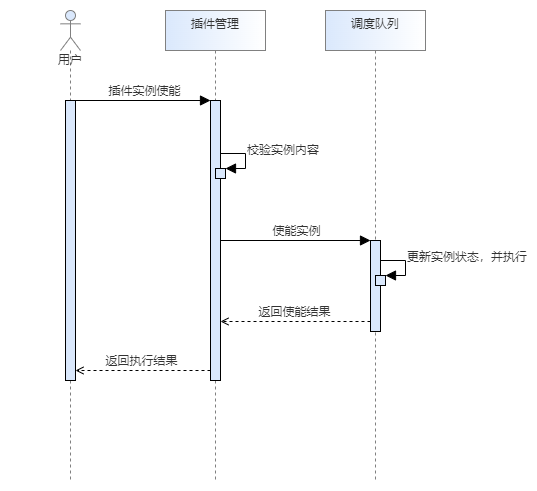 插件管理
调度队列
用户
插件实例使能
校验实例内容
使能实例
更新实例状态，并执行
返回使能结果
返回执行结果